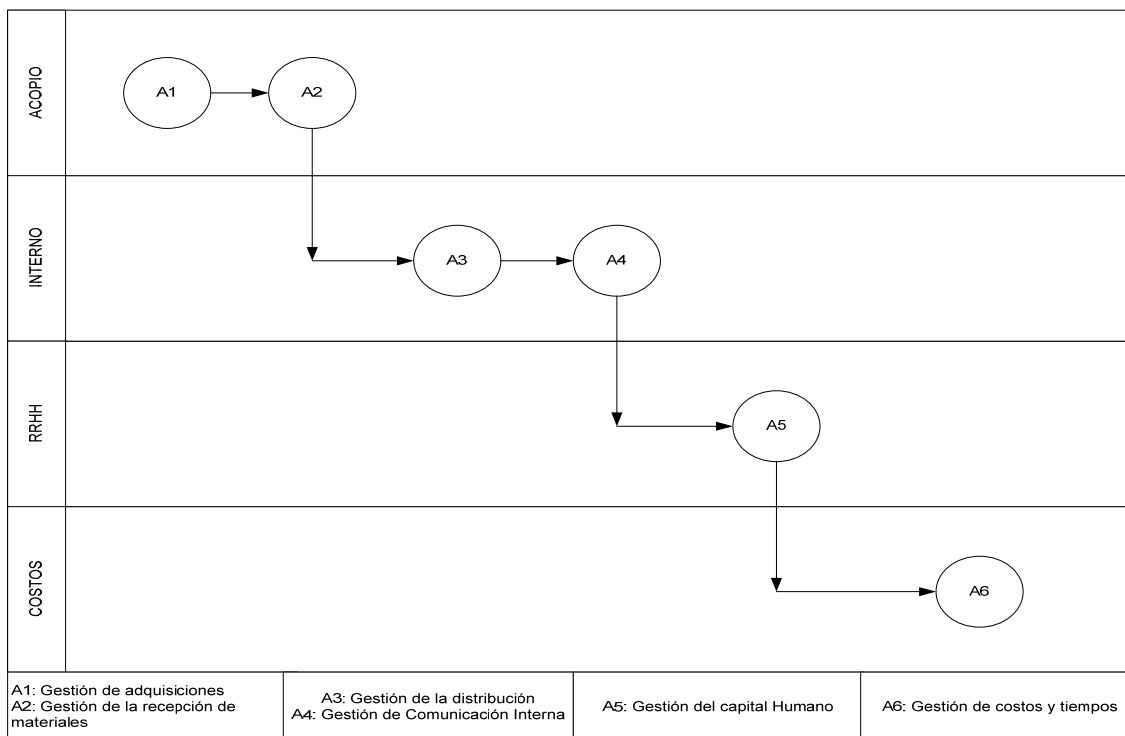 ACOPIO
A1
A2
INTERNO
A3
A4
RRHH
A5
COSTOS
A6
A1: Gestión de adquisiciones
A2: Gestión de la recepción de
materiales
A3: Gestión de la distribución
A4: Gestión de Comunicación Interna
A5: Gestión del capital Humano
A6: Gestión de costos y tiempos